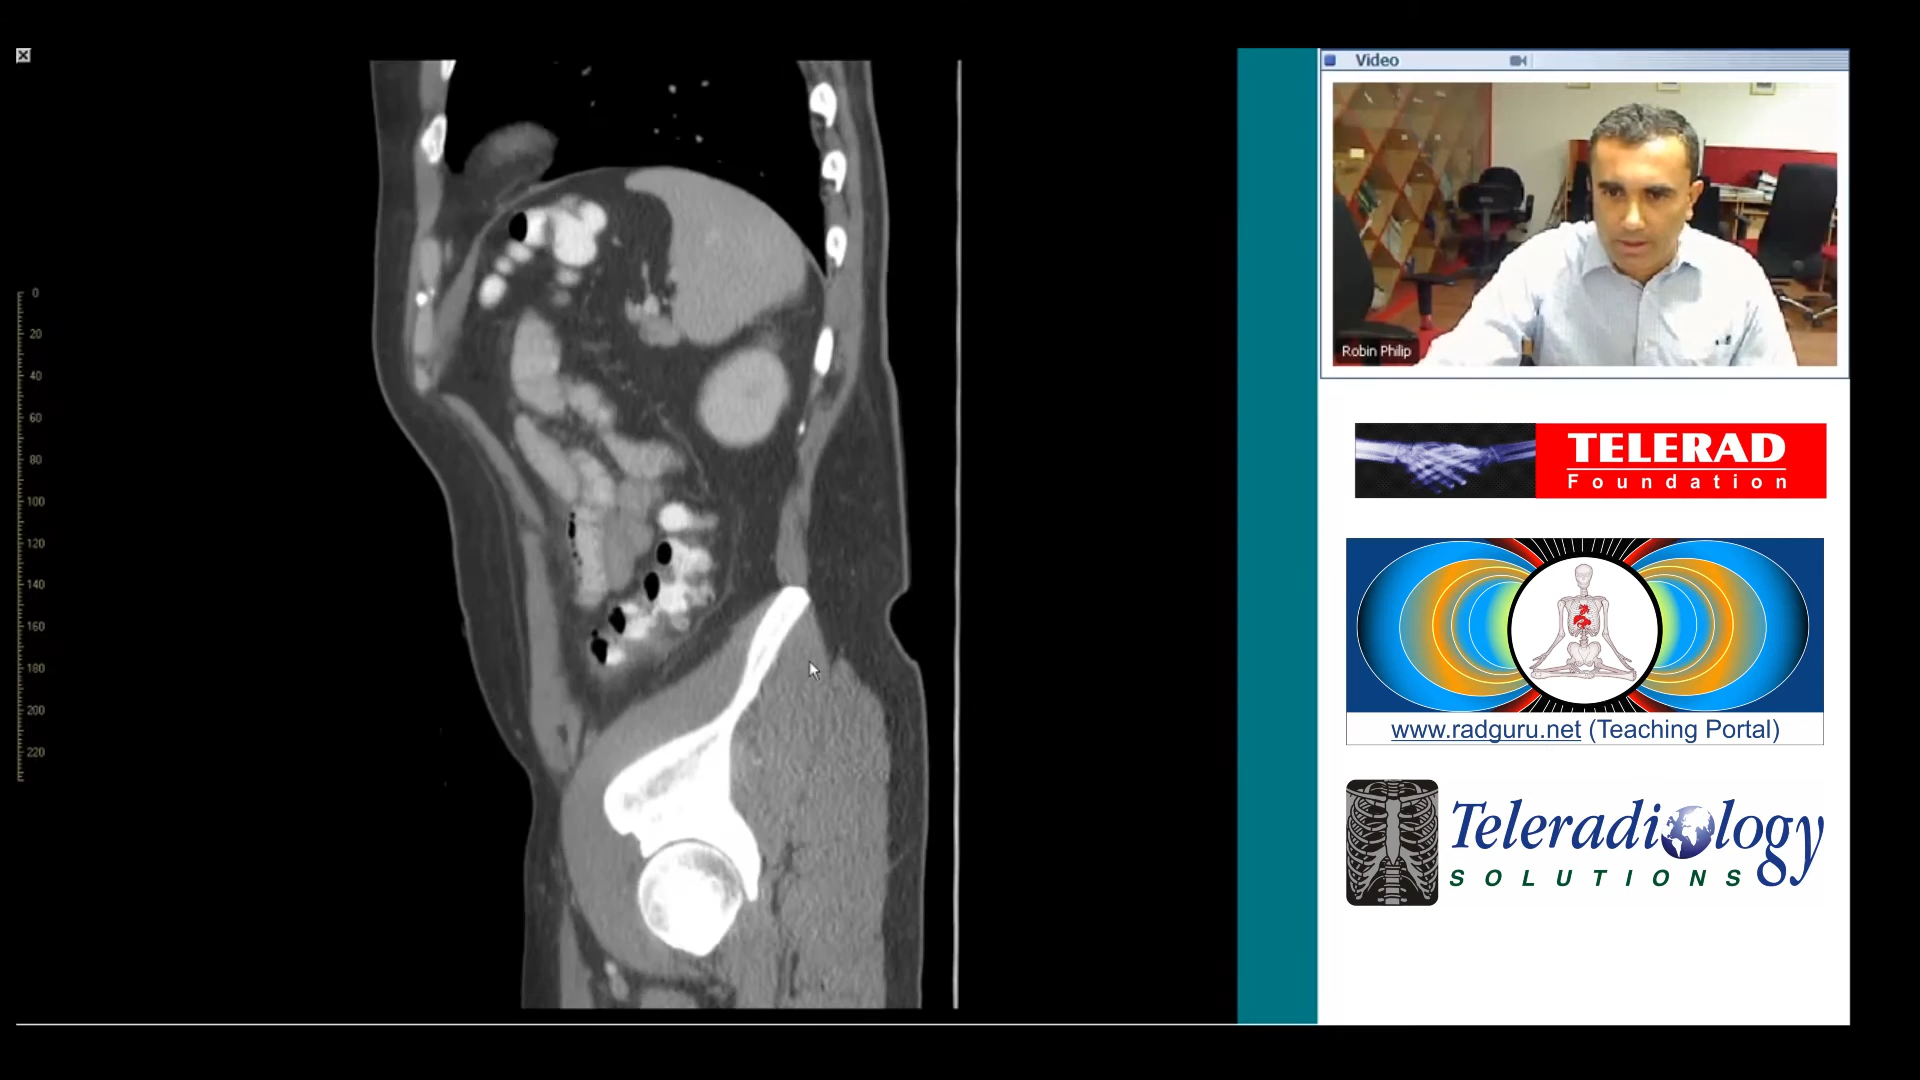 Video
Robin Philip
TELERAD
Foundation
www.radguru.net (Teaching Portal)
Teleradiology
SOLUTIONS
0
20
40
60
80
100
120
140
160
180
200
220